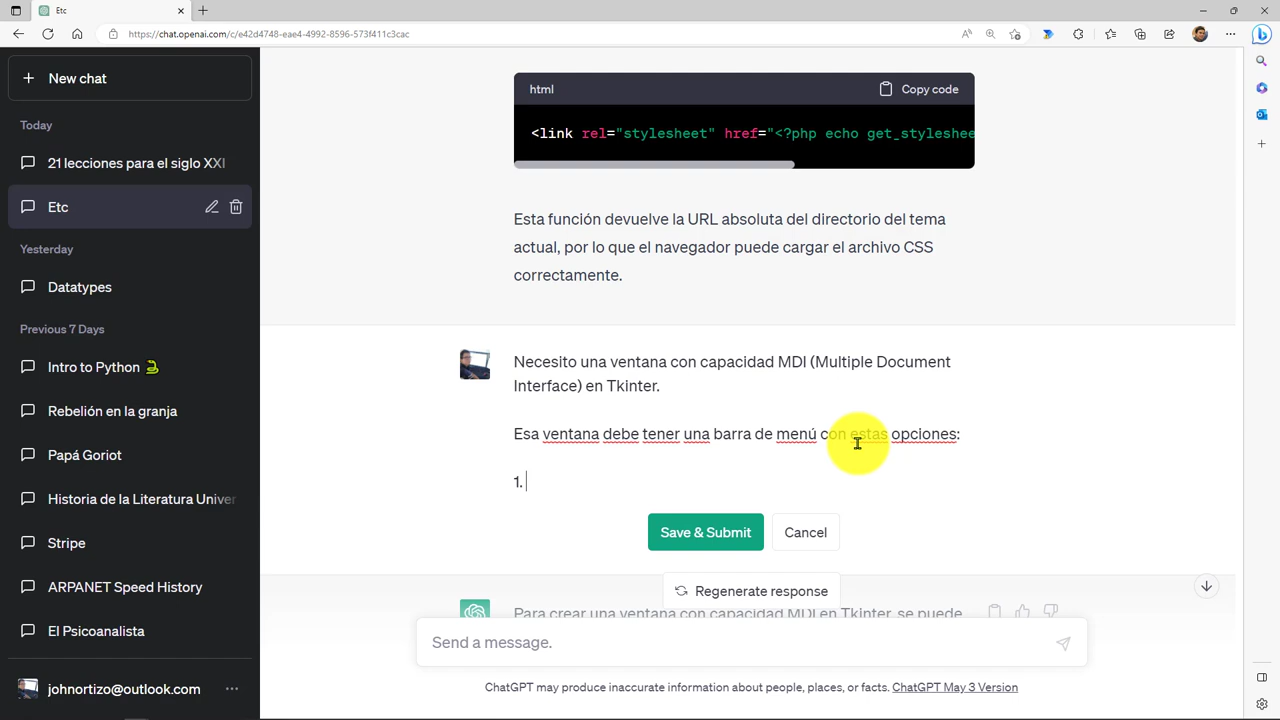 Etc
https://chat.openai.com/c/e42d4748-eae4-4992-8596-573f411c3cac
New chat
Today
21 lecciones para el siglo XXI
Etc
Yesterday
Datatypes
Previous 7 Days
Intro to Python
Rebelión en la granja
Papá Goriot
Historia de la Literatura Univer
Stripe
ARPANET Speed History
El Psicoanalista
johnortizo@outlook.com
html
Copy code
<link rel="stylesheet" href="<?php echo get_styleshee
Esta función devuelve la URL absoluta del directorio del tema
actual, por lo que el navegador puede cargar el archivo CSS
correctamente.
Necesito una ventana con capacidad MDI (Multiple Document
Interface) en Tkinter.
Esa ventana debe tener una barra de menú con estas opciones:
1.
Save & Submit
Cancel
Regenerate response
Para crear una ventana con capacidad MDI en Tkinter, se puede
Send a message.
ChatGPT may produce inaccurate information about people, places, or facts. ChatGPT May 3 Version